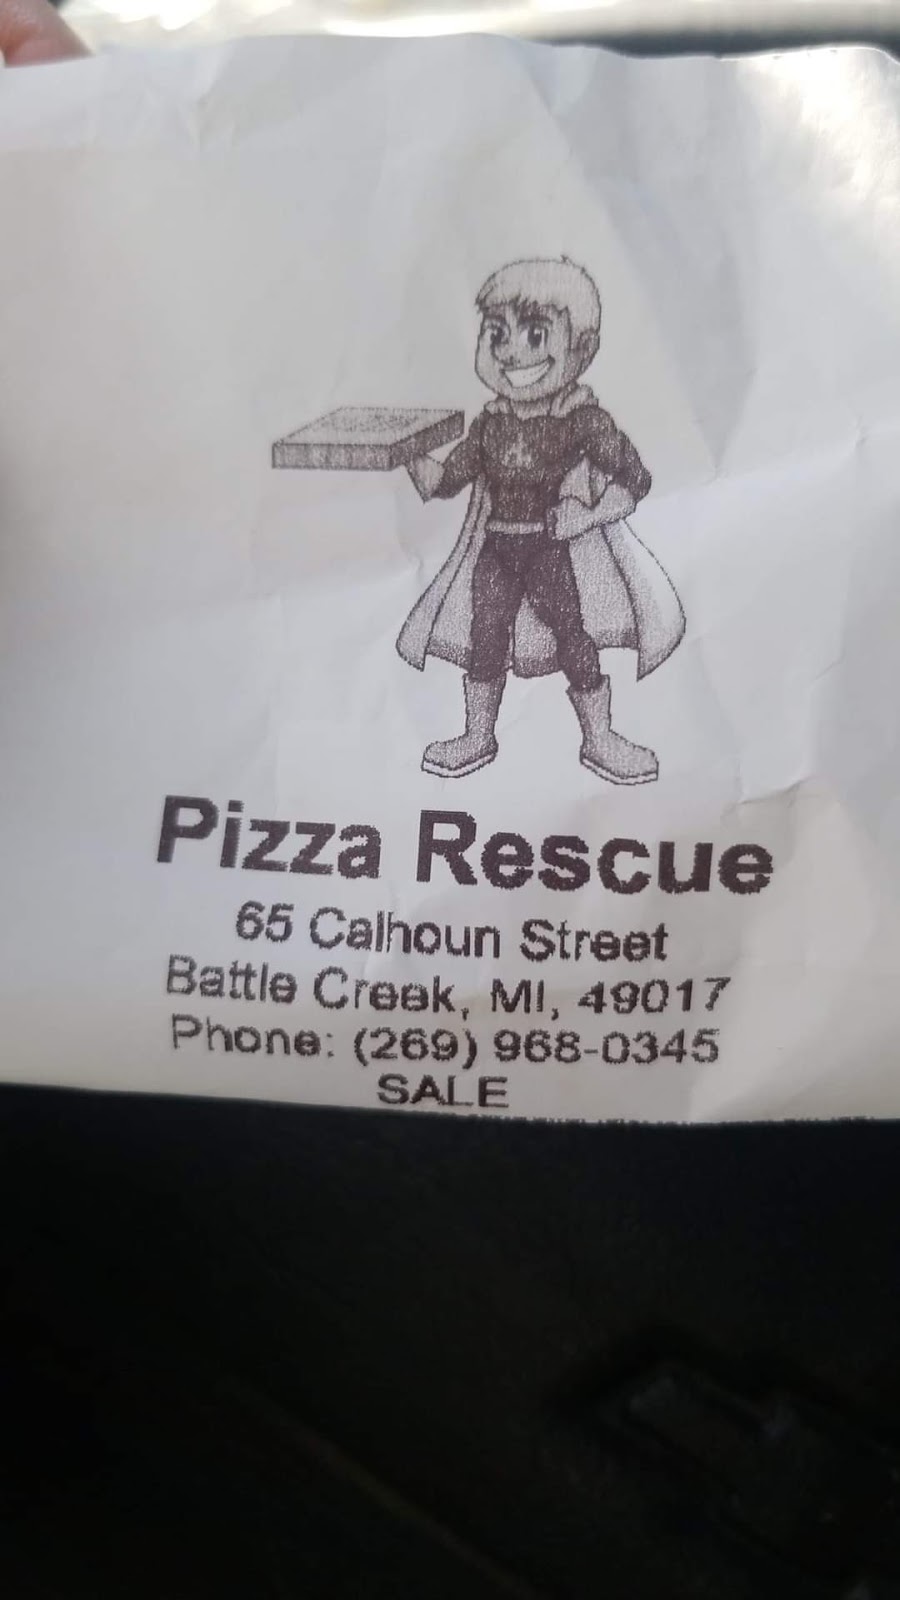 Pizza Rescue
65 Calhoun Street
Battle Creek, MI, 49017
Phone: (269) 968-0345
SALE